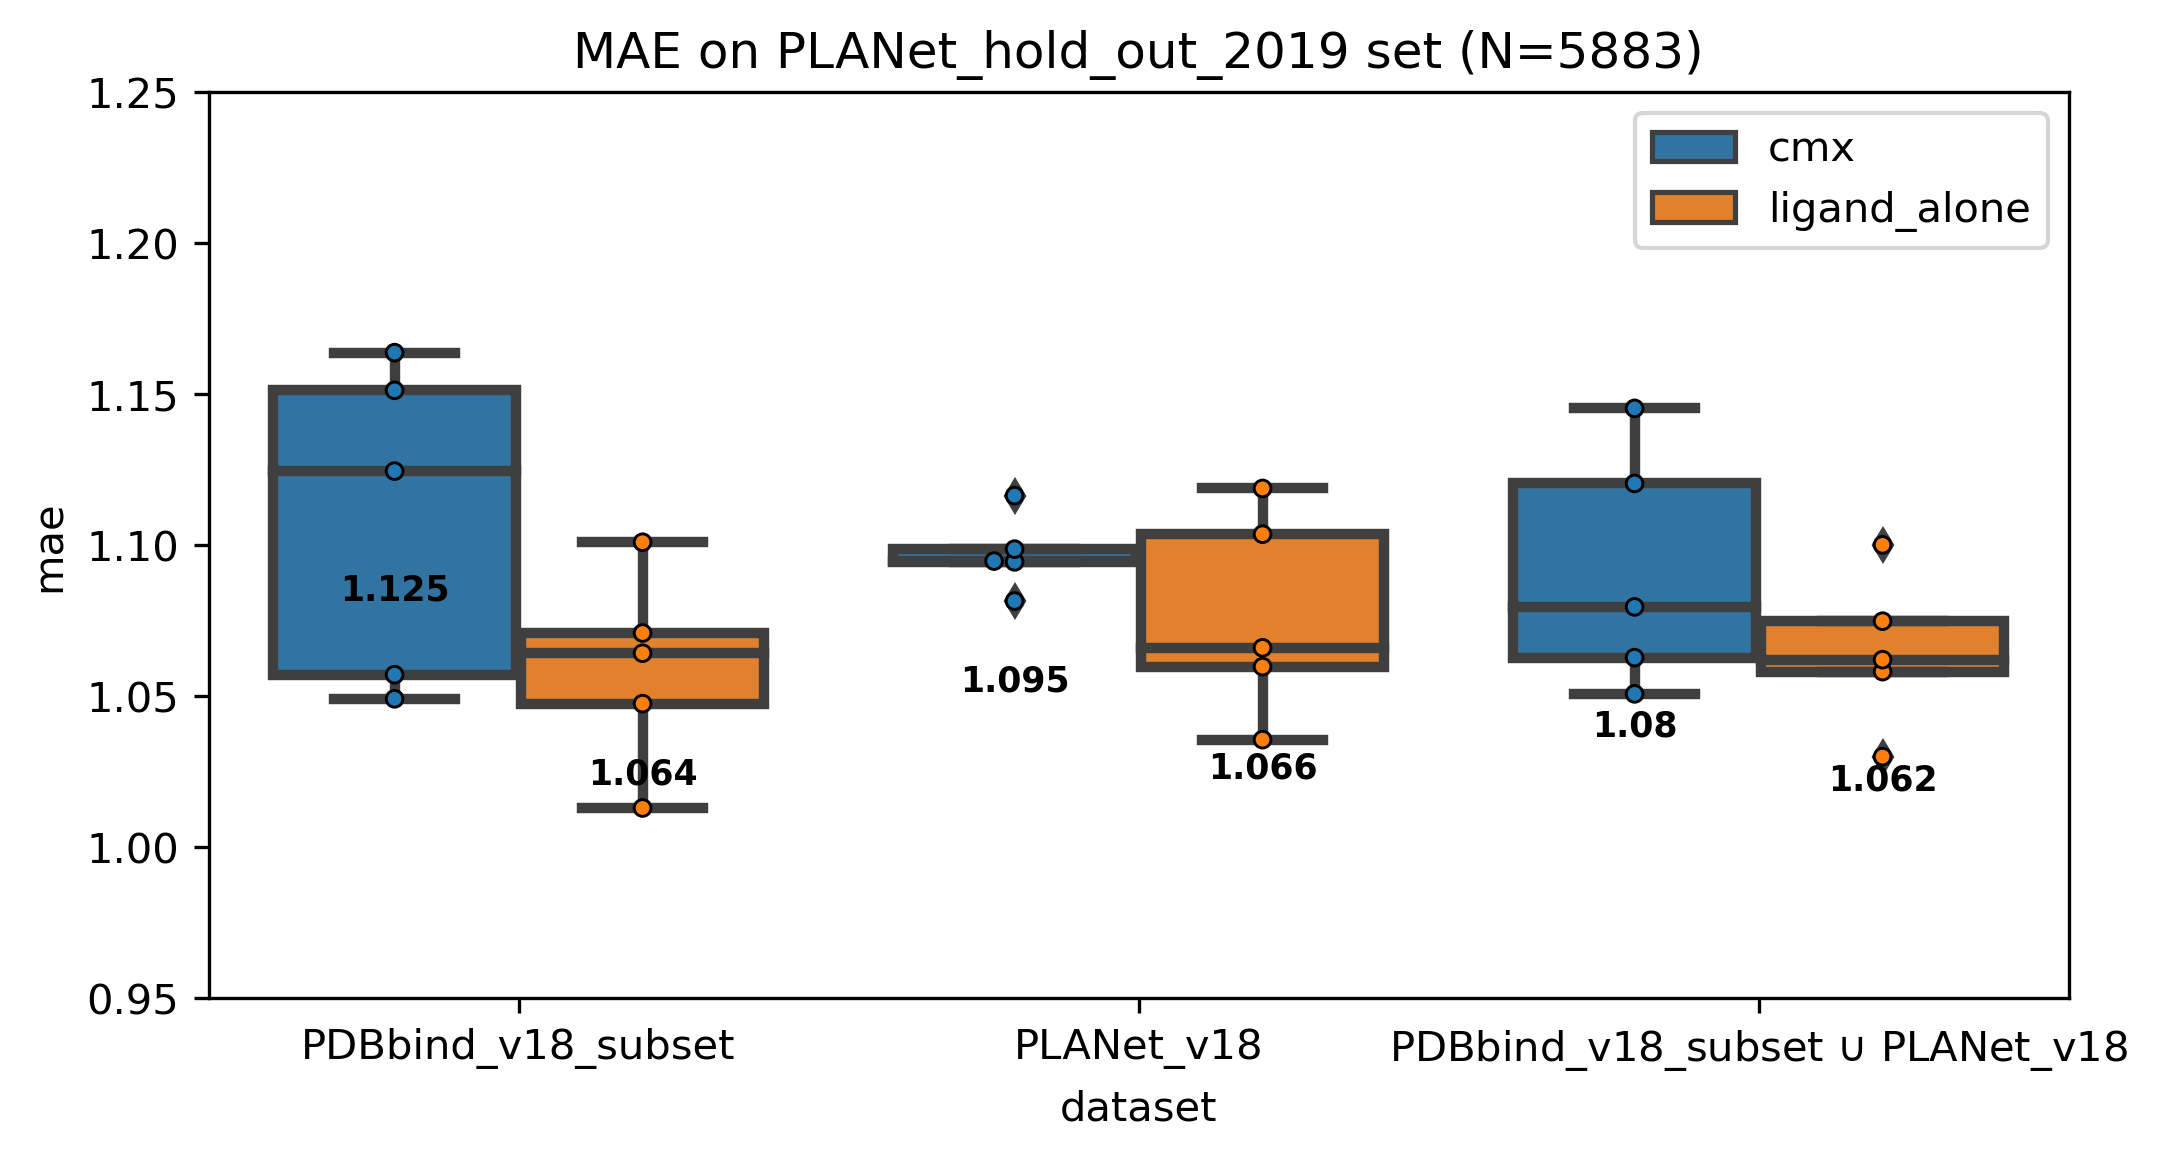 MAE on PLANet_hold_out_2019 set (N=5883)
cmx
ligand_alone
mae
1.25
1.20
1.15
1.10
1.05
1.00
0.95
1.125
1.064
1.095
1.066
1.08
1.062
PDBbind_v18_subset
PLANet_v18
PDBbind_v18_subset ∪ PLANet_v18
dataset